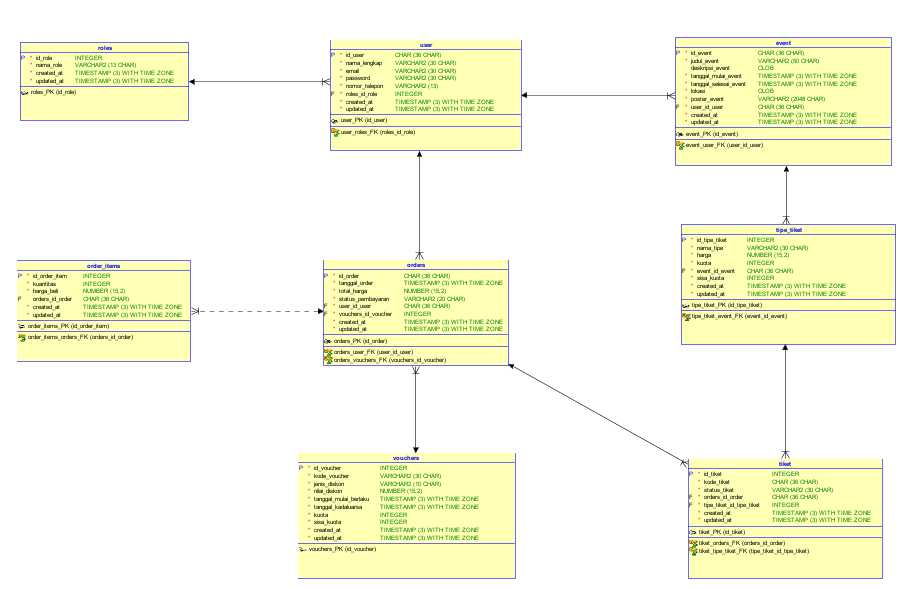 roles
P * id_role INTEGER
* nama_role VARCHAR2 (13 CHAR)
* created_at TIMESTAMP (3) WITH TIME ZONE
* updated_at TIMESTAMP (3) WITH TIME ZONE
roles_PK (id_role)
user
P * id_user CHAR (36 CHAR)
* nama_lengkap VARCHAR2 (30 CHAR)
* email VARCHAR2 (30 CHAR)
* password VARCHAR2 (30 CHAR)
* nomor_telepon VARCHAR2 (13)
F * roles_id_role INTEGER
* created_at TIMESTAMP (3) WITH TIME ZONE
* updated_at TIMESTAMP (3) WITH TIME ZONE
user_PK (id_user)
user_roles_FK (roles_id_role)
event
P * id_event CHAR (36 CHAR)
* judul_event VARCHAR2 (50 CHAR)
deskripsi_event CLOB
* tanggal_mulai_event TIMESTAMP (3) WITH TIME ZONE
* tanggal_selesai_event TIMESTAMP (3) WITH TIME ZONE
* lokasi CLOB
* poster_event VARCHAR2 (2048 CHAR)
F * user_id_user CHAR (36 CHAR)
* created_at TIMESTAMP (3) WITH TIME ZONE
* updated_at TIMESTAMP (3) WITH TIME ZONE
event_PK (id_event)
event_user_FK (user_id_user)
order_items
P * id_order_item INTEGER
* kuantitas INTEGER
* harga_beli NUMBER (15,2)
F orders_id_order CHAR (36 CHAR)
* created_at TIMESTAMP (3) WITH TIME ZONE
* updated_at TIMESTAMP (3) WITH TIME ZONE
order_items_PK (id_order_item)
order_items_orders_FK (orders_id_order)
orders
P * id_order CHAR (36 CHAR)
* tanggal_order TIMESTAMP (3) WITH TIME ZONE
* total_harga NUMBER (15,2)
* status_pembayaran VARCHAR2 (20 CHAR)
F * user_id_user CHAR (36 CHAR)
F * vouchers_id_voucher INTEGER
* created_at TIMESTAMP (3) WITH TIME ZONE
* updated_at TIMESTAMP (3) WITH TIME ZONE
orders_PK (id_order)
orders_user_FK (user_id_user)
orders_vouchers_FK (vouchers_id_voucher)
tipe_tiket
P * id_tipe_tiket INTEGER
* nama_tipe VARCHAR2 (30 CHAR)
* harga NUMBER (15,2)
* kuota INTEGER
F * event_id_event CHAR (36 CHAR)
* sisa_kuota INTEGER
* created_at TIMESTAMP (3) WITH TIME ZONE
* updated_at TIMESTAMP (3) WITH TIME ZONE
tipe_tiket_PK (id_tipe_tiket)
tipe_tiket_event_FK (event_id_event)
vouchers
P * id_voucher INTEGER
* kode_voucher VARCHAR2 (30 CHAR)
* jenis_diskon VARCHAR2 (10 CHAR)
* nilai_diskon NUMBER (15,2)
* tanggal_mulai_berlaku TIMESTAMP (3) WITH TIME ZONE
* tanggal_kadaluarsa TIMESTAMP (3) WITH TIME ZONE
* kuota INTEGER
* sisa_kuota INTEGER
* created_at TIMESTAMP (3) WITH TIME ZONE
* updated_at TIMESTAMP (3) WITH TIME ZONE
vouchers_PK (id_voucher)
tiket
P * id_tiket INTEGER
* kode_tiket CHAR (36 CHAR)
* status_tiket VARCHAR2 (30 CHAR)
F * orders_id_order CHAR (36 CHAR)
F * tipe_tiket_id_tipe_tiket INTEGER
* created_at TIMESTAMP (3) WITH TIME ZONE
* updated_at TIMESTAMP (3) WITH TIME ZONE
tiket_PK (id_tiket)
tiket_orders_FK (orders_id_order)
tiket_tipe_tiket_FK (tipe_tiket_id_tipe_tiket)